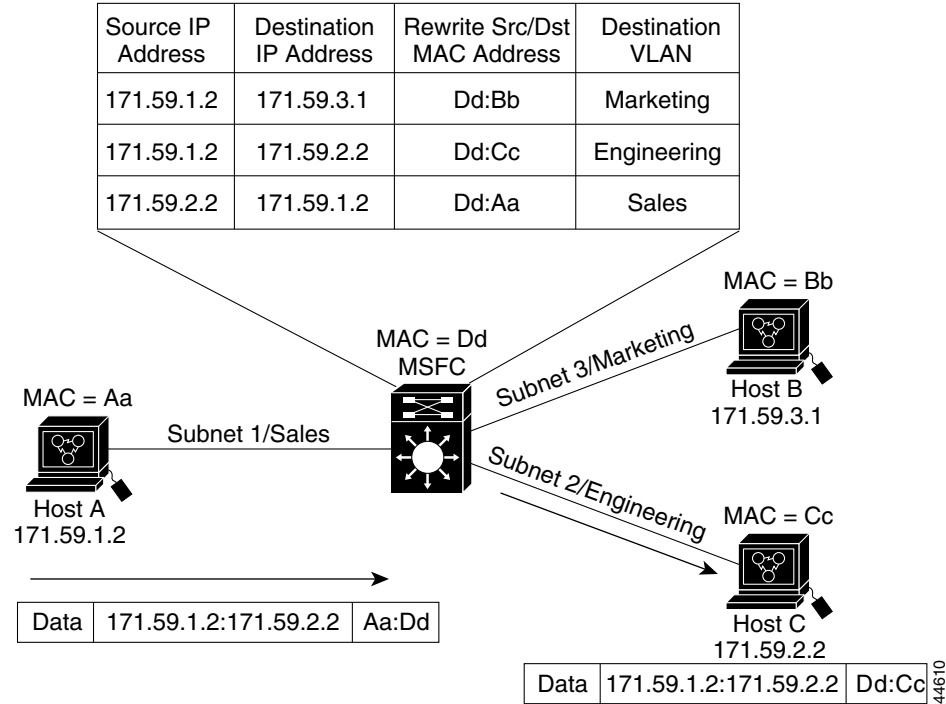 Source IP Address
Destination IP Address
Rewrite Src/Dst MAC Address
Destination VLAN
171.59.1.2
171.59.3.1
Dd:Bb
Marketing
171.59.1.2
171.59.2.2
Dd:Cc
Engineering
171.59.2.2
171.59.1.2
Dd:Aa
Sales
MAC = Bb
MAC = Dd
MSFC
Subnet 3/Marketing
Host B
171.59.3.1
MAC = Aa
Subnet 1/Sales
Host A
171.59.1.2
Subnet 2/Engineering
MAC = Cc
Host C
171.59.2.2
Data
171.59.1.2:171.59.2.2
Aa:Dd
Data
171.59.1.2:171.59.2.2
Dd:Cc
44610